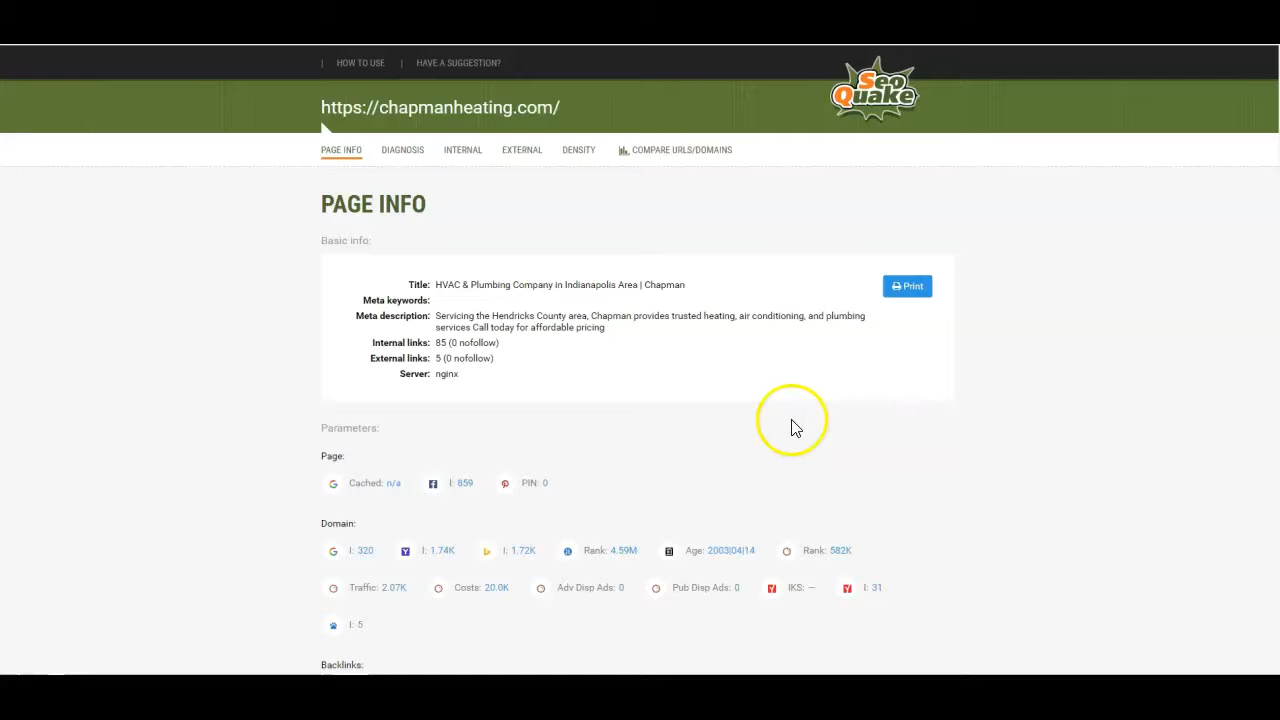 | HOW TO USE | HAVE A SUGGESTION?
Seo Quake
https://chapmanheating.com/
PAGE INFO DIAGNOSIS INTERNAL EXTERNAL DENSITY COMPARE URLS/DOMAINS
PAGE INFO
Basic info:
Title: HVAC & Plumbing Company in Indianapolis Area | Chapman
Print
Meta keywords:
Meta description: Servicing the Hendricks County area, Chapman provides trusted heating, air conditioning, and plumbing
services Call today for affordable pricing
Internal links: 85 (0 nofollow)
External links: 5 (0 nofollow)
Server: nginx
Parameters:
Page:
Cached: n/a I: 859 PIN: 0
Domain:
I: 320 I: 1.74K I: 1.72K Rank: 4.59M Age: 2003|04|14 Rank: 582K
Traffic: 2.07K Costs: 20.0K Adv Disp Ads: 0 Pub Disp Ads: 0 IKS: — I: 31
I: 5
Backlinks: